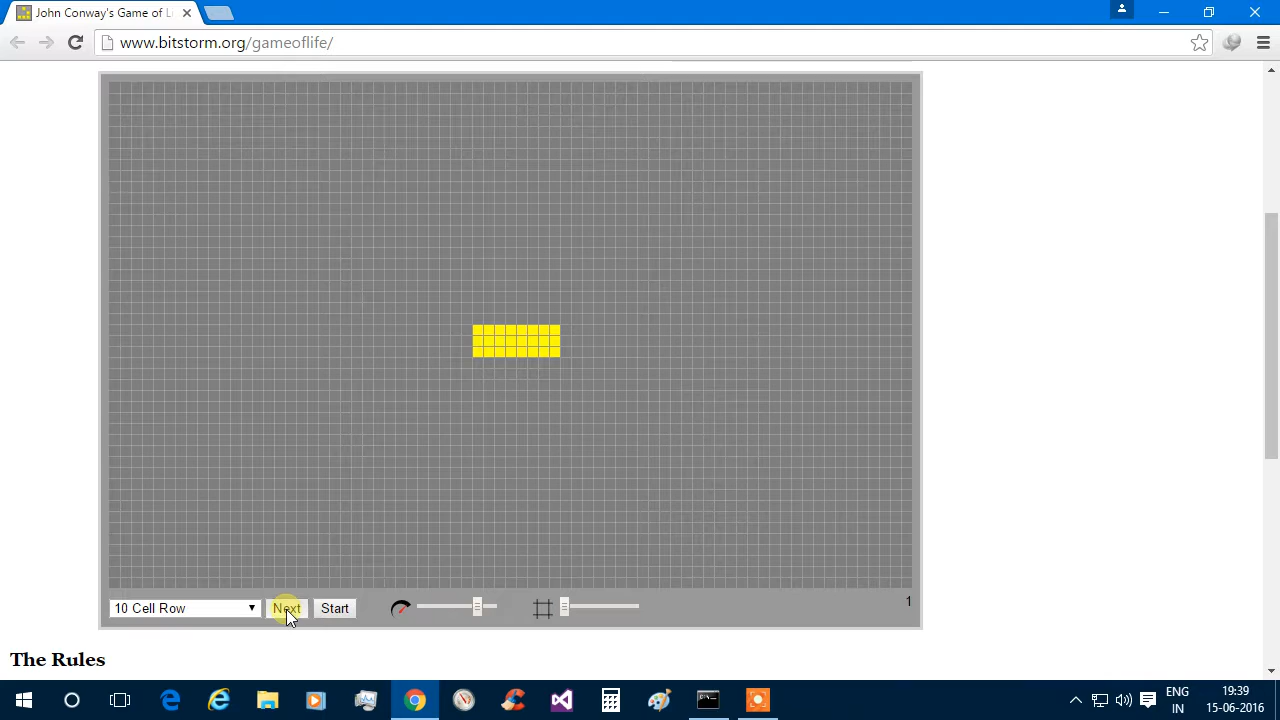 John Conway's Game of L
www.bitstorm.org/gameoflife/
10 Cell Row
Next
Start
1
The Rules
ENG
IN
19:39
15-06-2016